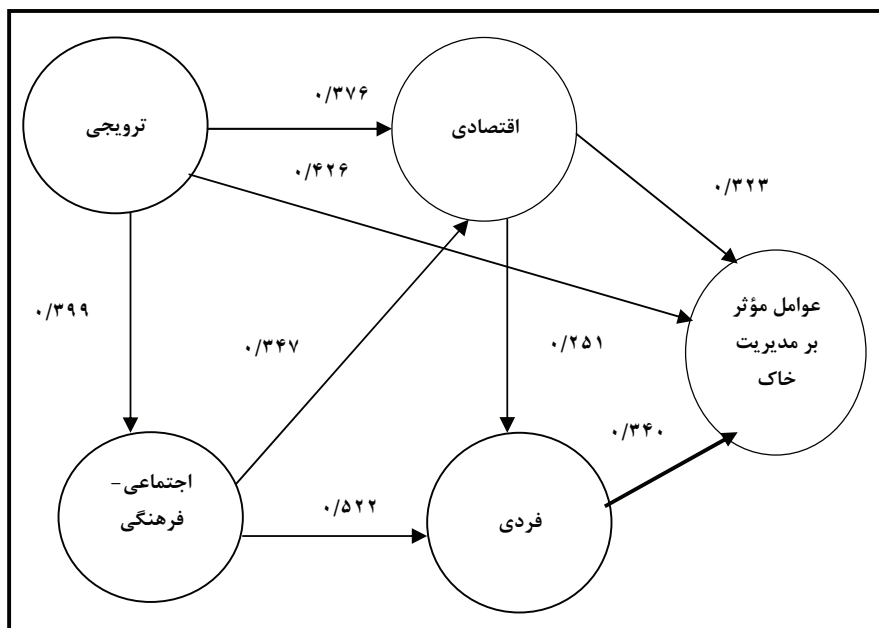 ۰/۳۷۶
ترویجی
اقتصادی
۰/۴۲۶
۰/۳۲۳
عوامل مؤثر
بر مدیریت
خاک
۰/۳۹۹
۰/۳۴۷
۰/۲۵۱
۰/۳۴۰
اجتماعی–
فرهنگی
۰/۵۲۲
فردی